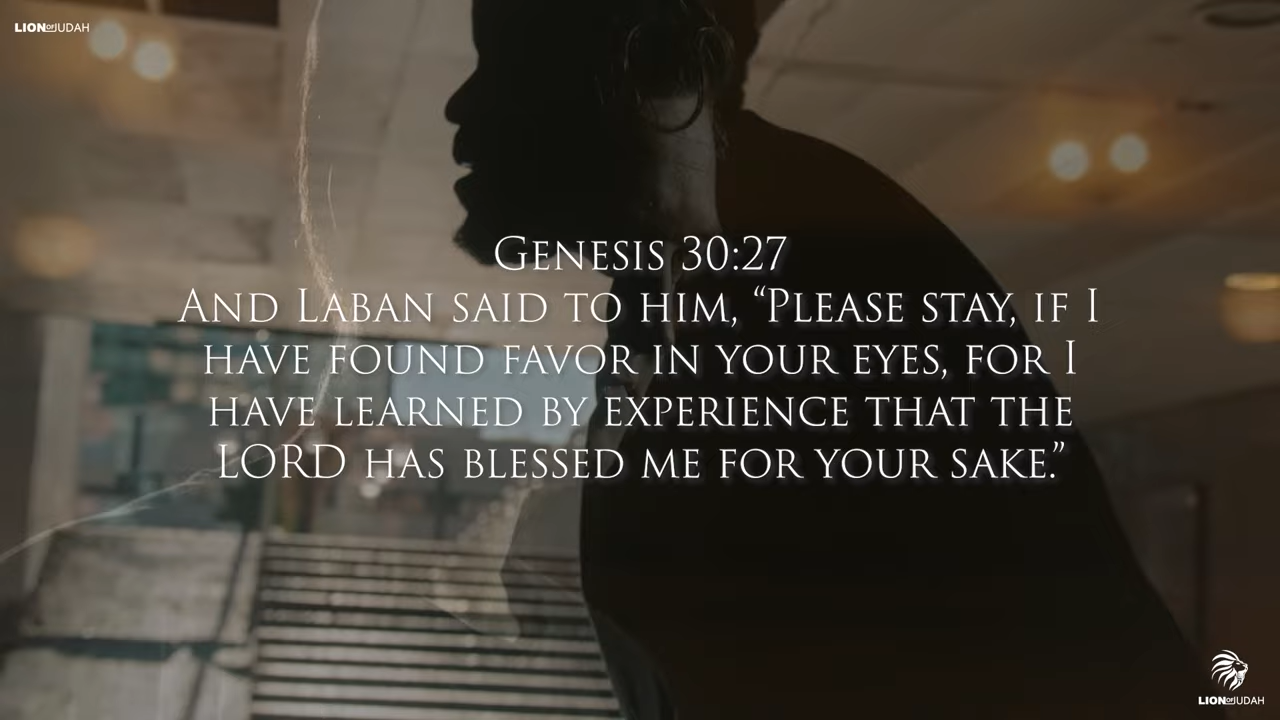 LIONOFJUDAH
Genesis 30:27
And Laban said to him, “Please stay, if I
have found favor in your eyes, for I
have learned by experience that the
LORD has blessed me for your sake.”
LIONOFJUDAH